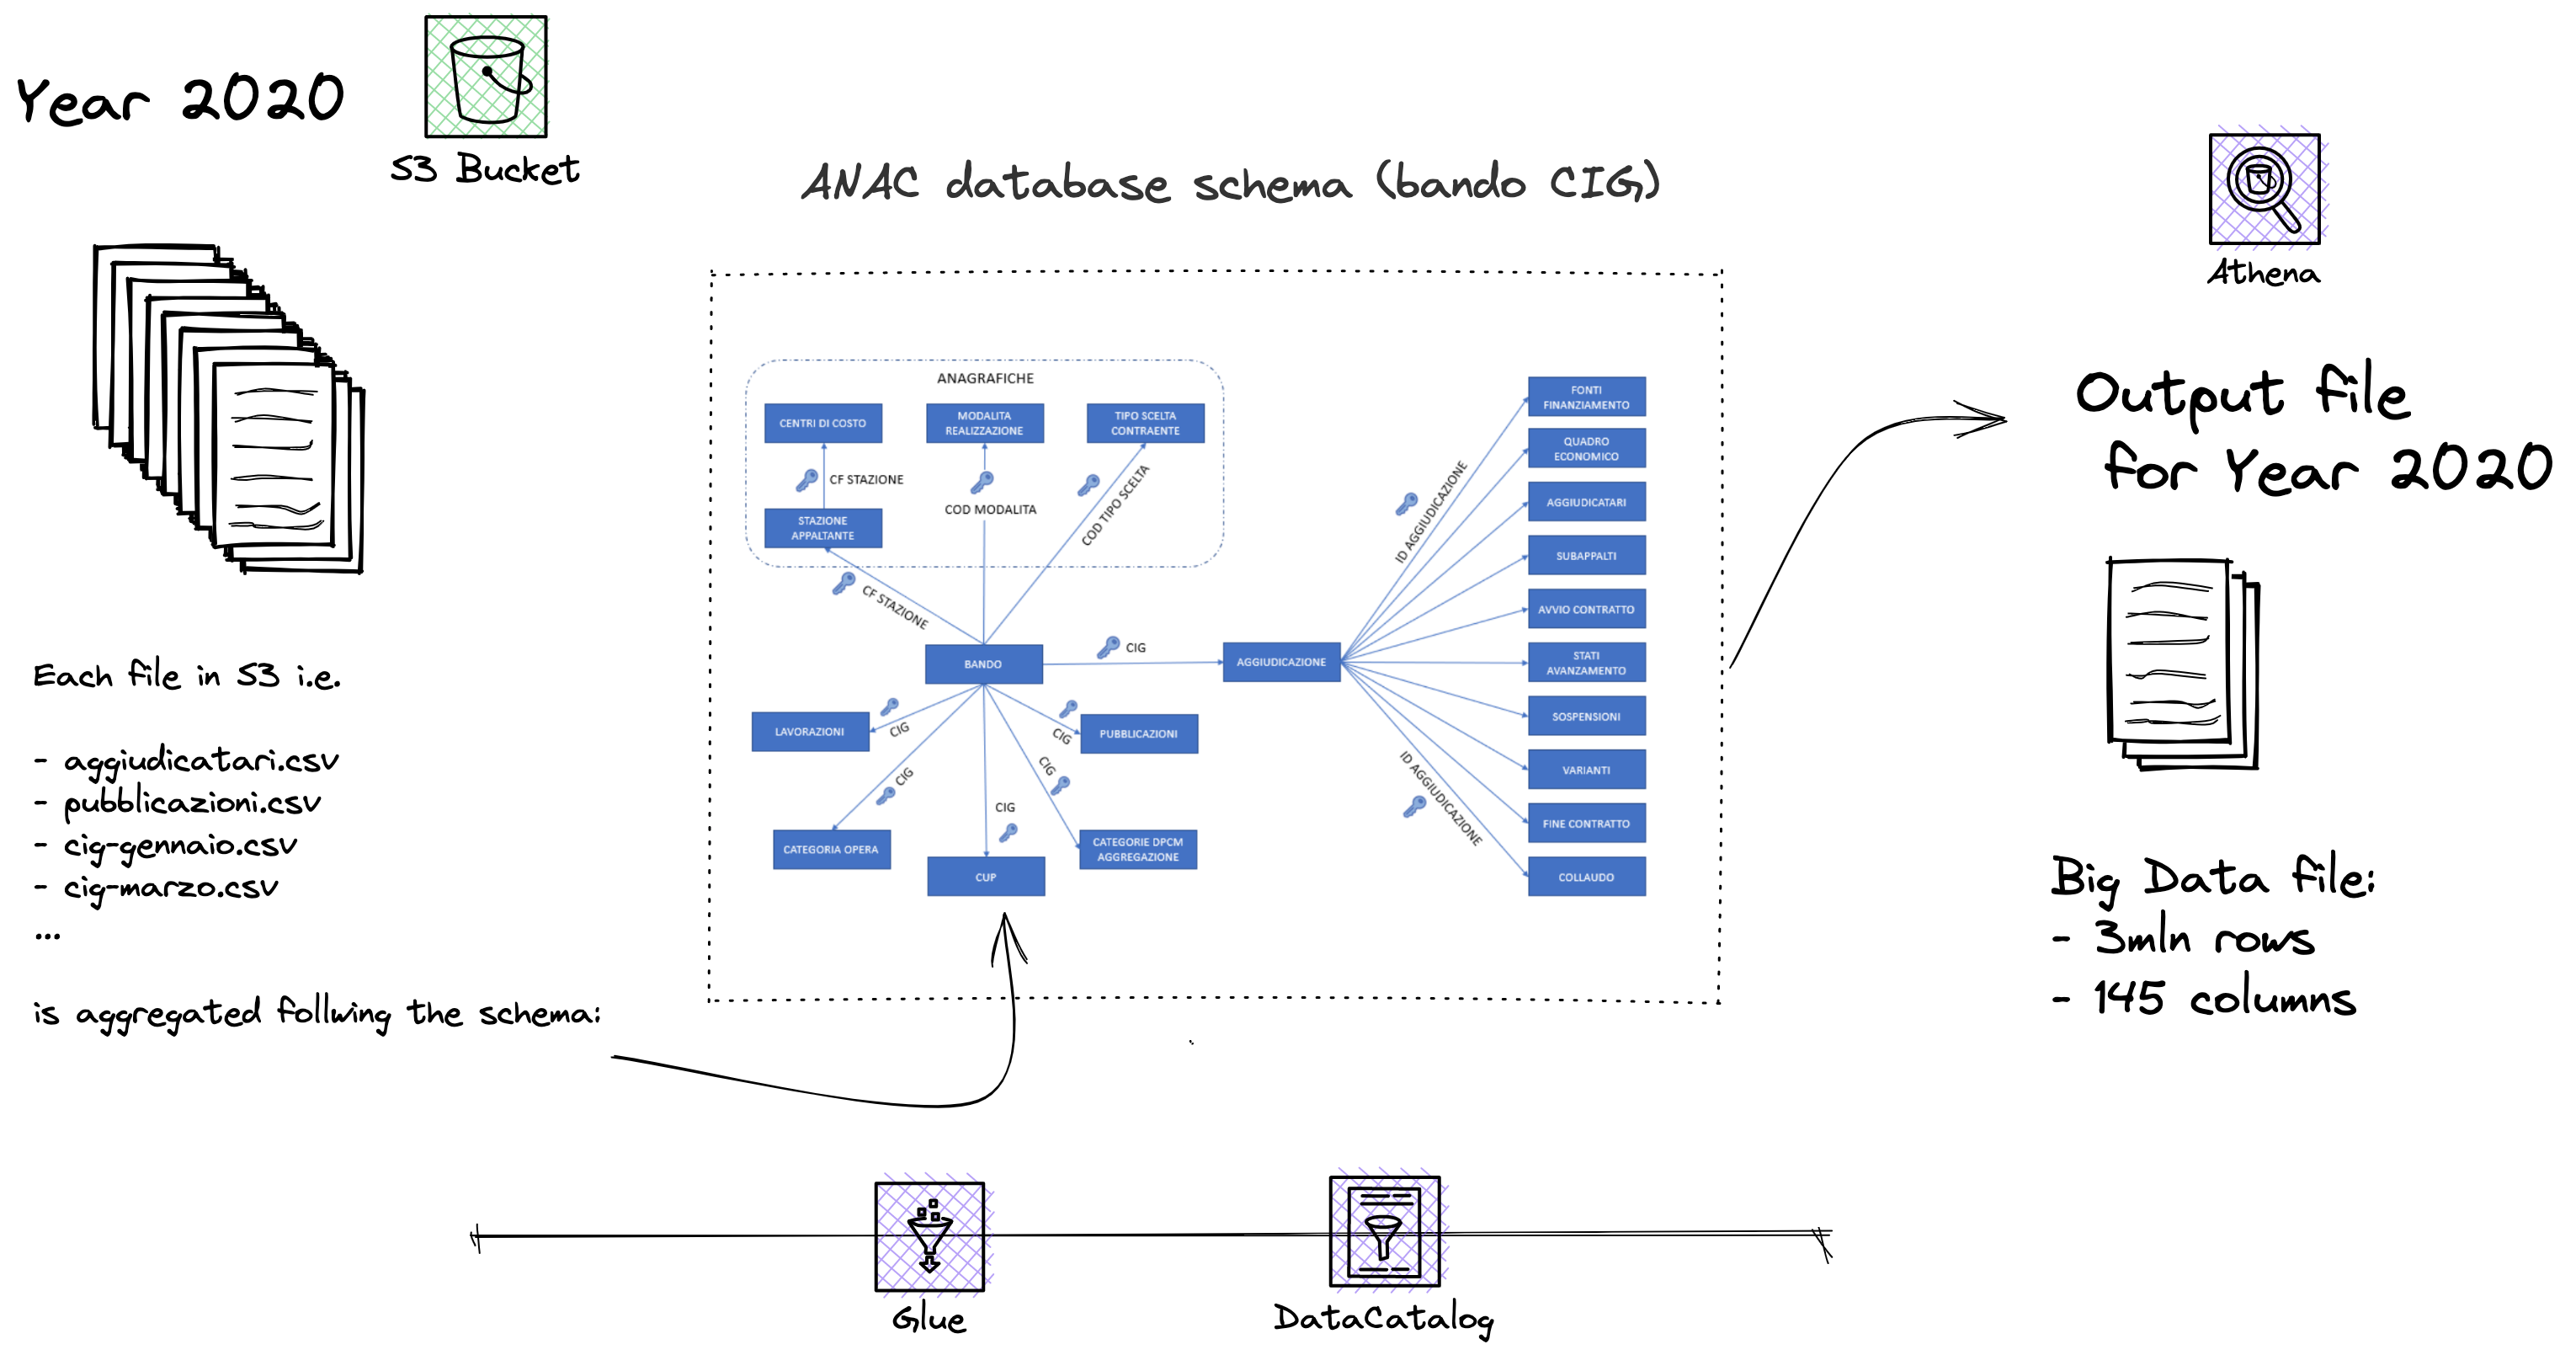 Year 2020
S3 Bucket
Each file in S3 i.e.
- aggiudicatari.csv
- pubblicazioni.csv
- cig-gennaio.csv
- cig-marzo.csv
...
is aggregated follwing the schema:
ANAC database schema (bando CIG)
ANAGRAFICHE
CENTRI DI COSTO
MODALITA
REALIZZAZIONE
TIPO SCELTA
CONTRAENTE
CF STAZIONE
COD MODALITA
COD TIPO SCELTA
STAZIONE
APPALTANTE
CF STAZIONE
BANDO
CIG
AGGIUDICAZIONE
LAVORAZIONI
CIG
CIG
PUBBLICAZIONI
CIG
CIG
CIG
CATEGORIA OPERA
CUP
CATEGORIE DPCM
AGGREGAZIONE
ID AGGIUDICAZIONE
ID AGGIUDICAZIONE
FONTI
FINANZIAMENTO
QUADRO
ECONOMICO
AGGIUDICATARI
SUBAPPALTI
AVVIO CONTRATTO
STATI
AVANZAMENTO
SOSPENSIONI
VARIANTI
FINE CONTRATTO
COLLAUDO
Athena
Output file
for Year 2020
Big Data file:
- 3mln rows
- 145 columns
Glue
DataCatalog